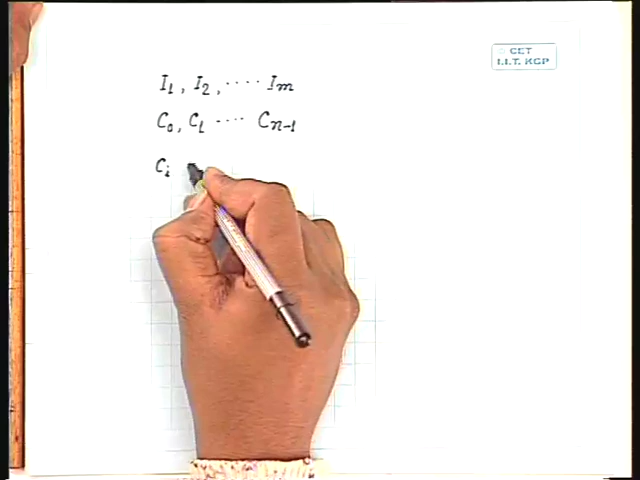 CET
I.I.T. KGP
I1, I2, .... Im
C0, C1 .... Cn-1
Ci